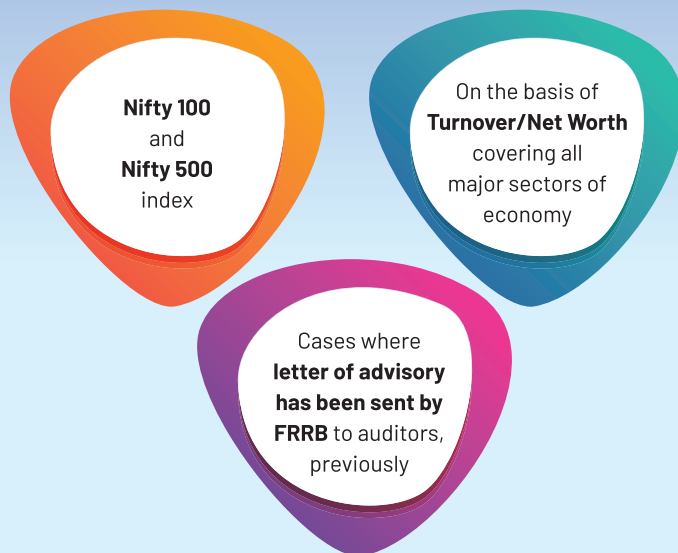 Nifty 100
and
Nifty 500
index
On the basis of
Turnover/Net Worth
covering all
major sectors of
economy
Cases where
letter of advisory
has been sent by
FRRB to auditors,
previously